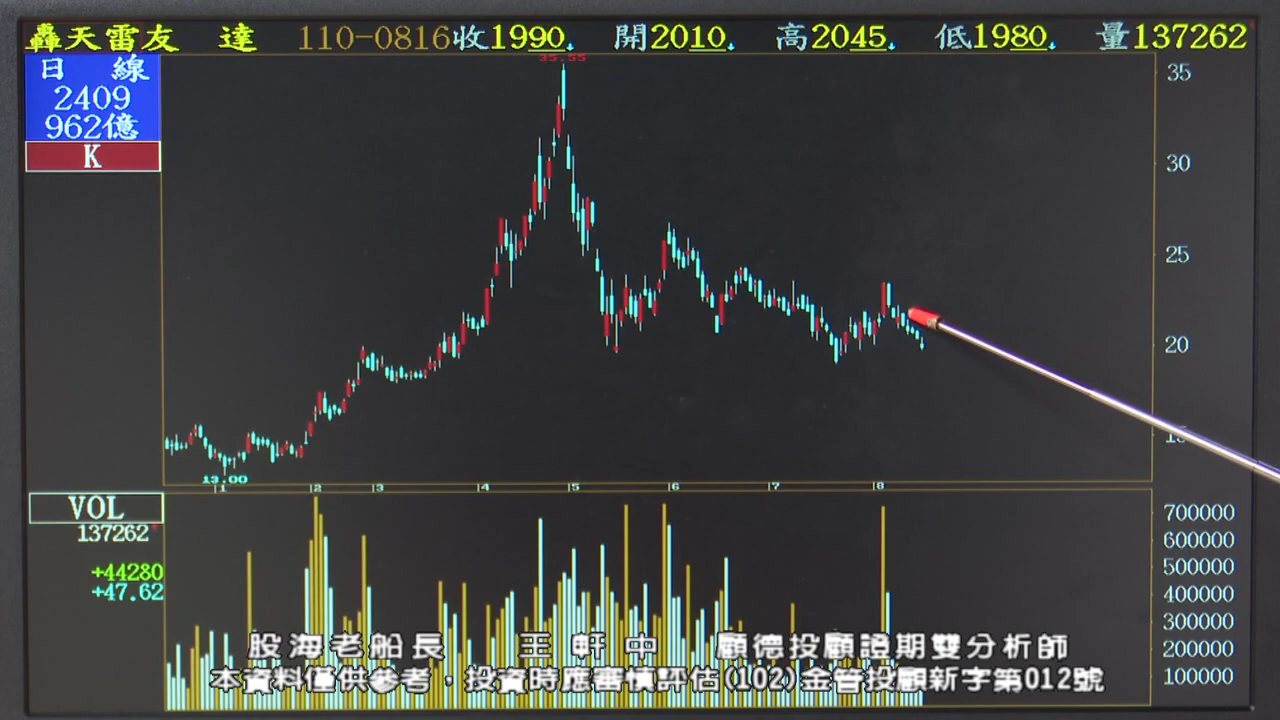 轟天雷友 達 110-0816收1990 開2010 高2045 低1980 量137262
日 線
2409
962億
K
35.55
35
30
25
20
15
13.00
1 2 3 4 5 6 7 8
VOL
137262
+44280
+47.62
700000
600000
500000
400000
300000
200000
100000
股海老船長 王軒中 顧德投顧證期雙分析師
本資料僅供參考,投資時應審慎評估(102)金管投顧新字第012號